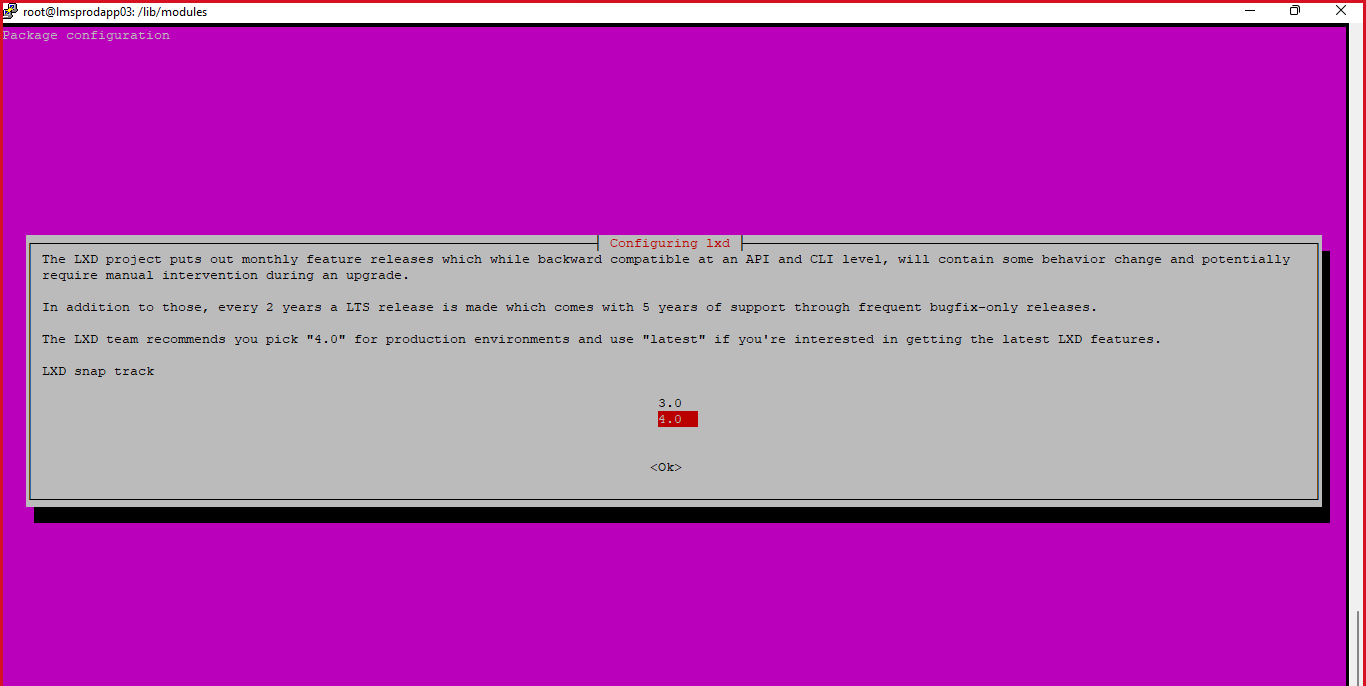 root@lmsprodapp03: /lib/modules
Package configuration
Configuring lxd
The LXD project puts out monthly feature releases which while backward compatible at an API and CLI level, will contain some behavior change and potentially
require manual intervention during an upgrade.
In addition to those, every 2 years a LTS release is made which comes with 5 years of support through frequent bugfix-only releases.
The LXD team recommends you pick "4.0" for production environments and use "latest" if you're interested in getting the latest LXD features.
LXD snap track
3.0
4.0
<Ok>